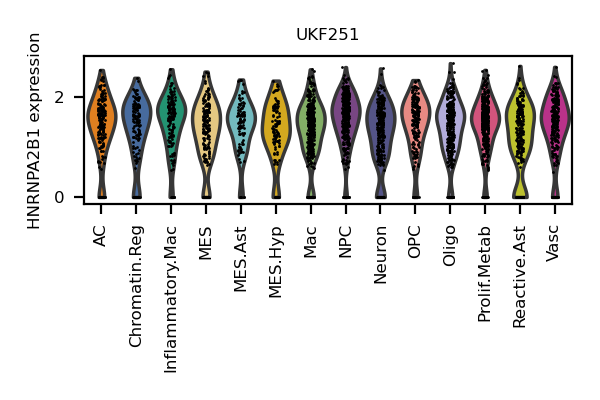 UKF251
HNRNPA2B1 expression
2
0
AC
Chromatin.Reg
Inflammatory.Mac
MES
MES.Ast
MES.Hyp
Mac
NPC
Neuron
OPC
Oligo
Prolif.Metab
Reactive.Ast
Vasc